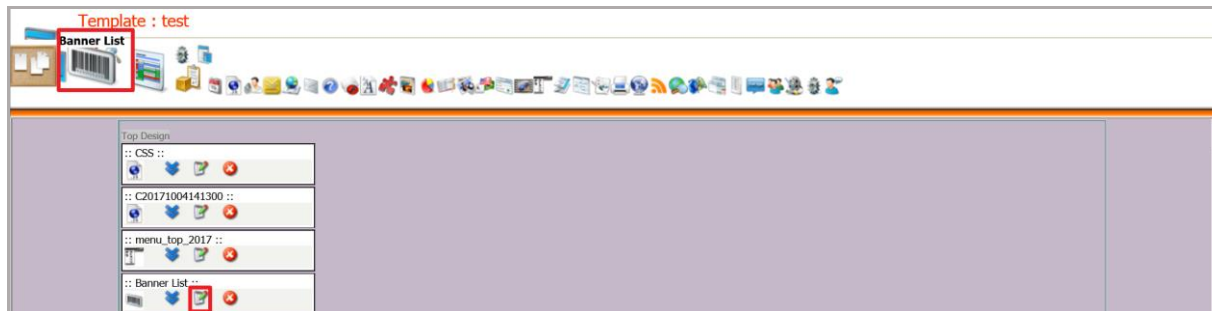 Template : test
Banner List
Top Design
:: CSS ::
:: C20171004141300 ::
:: menu_top_2017 ::
:: Banner List ::